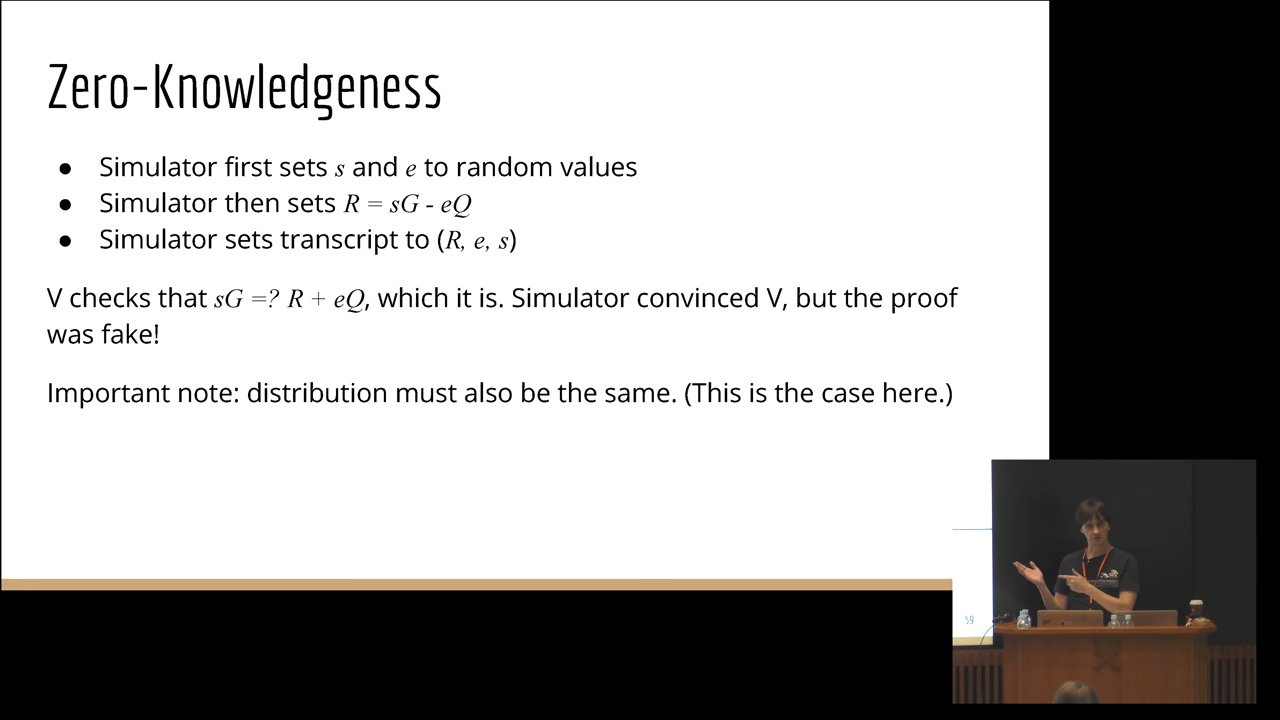 Zero-Knowledgeness
● Simulator first sets s and e to random values
● Simulator then sets R = sG - eQ
● Simulator sets transcript to (R, e, s)
V checks that sG =? R + eQ, which it is. Simulator convinced V, but the proof
was fake!
Important note: distribution must also be the same. (This is the case here.)
59